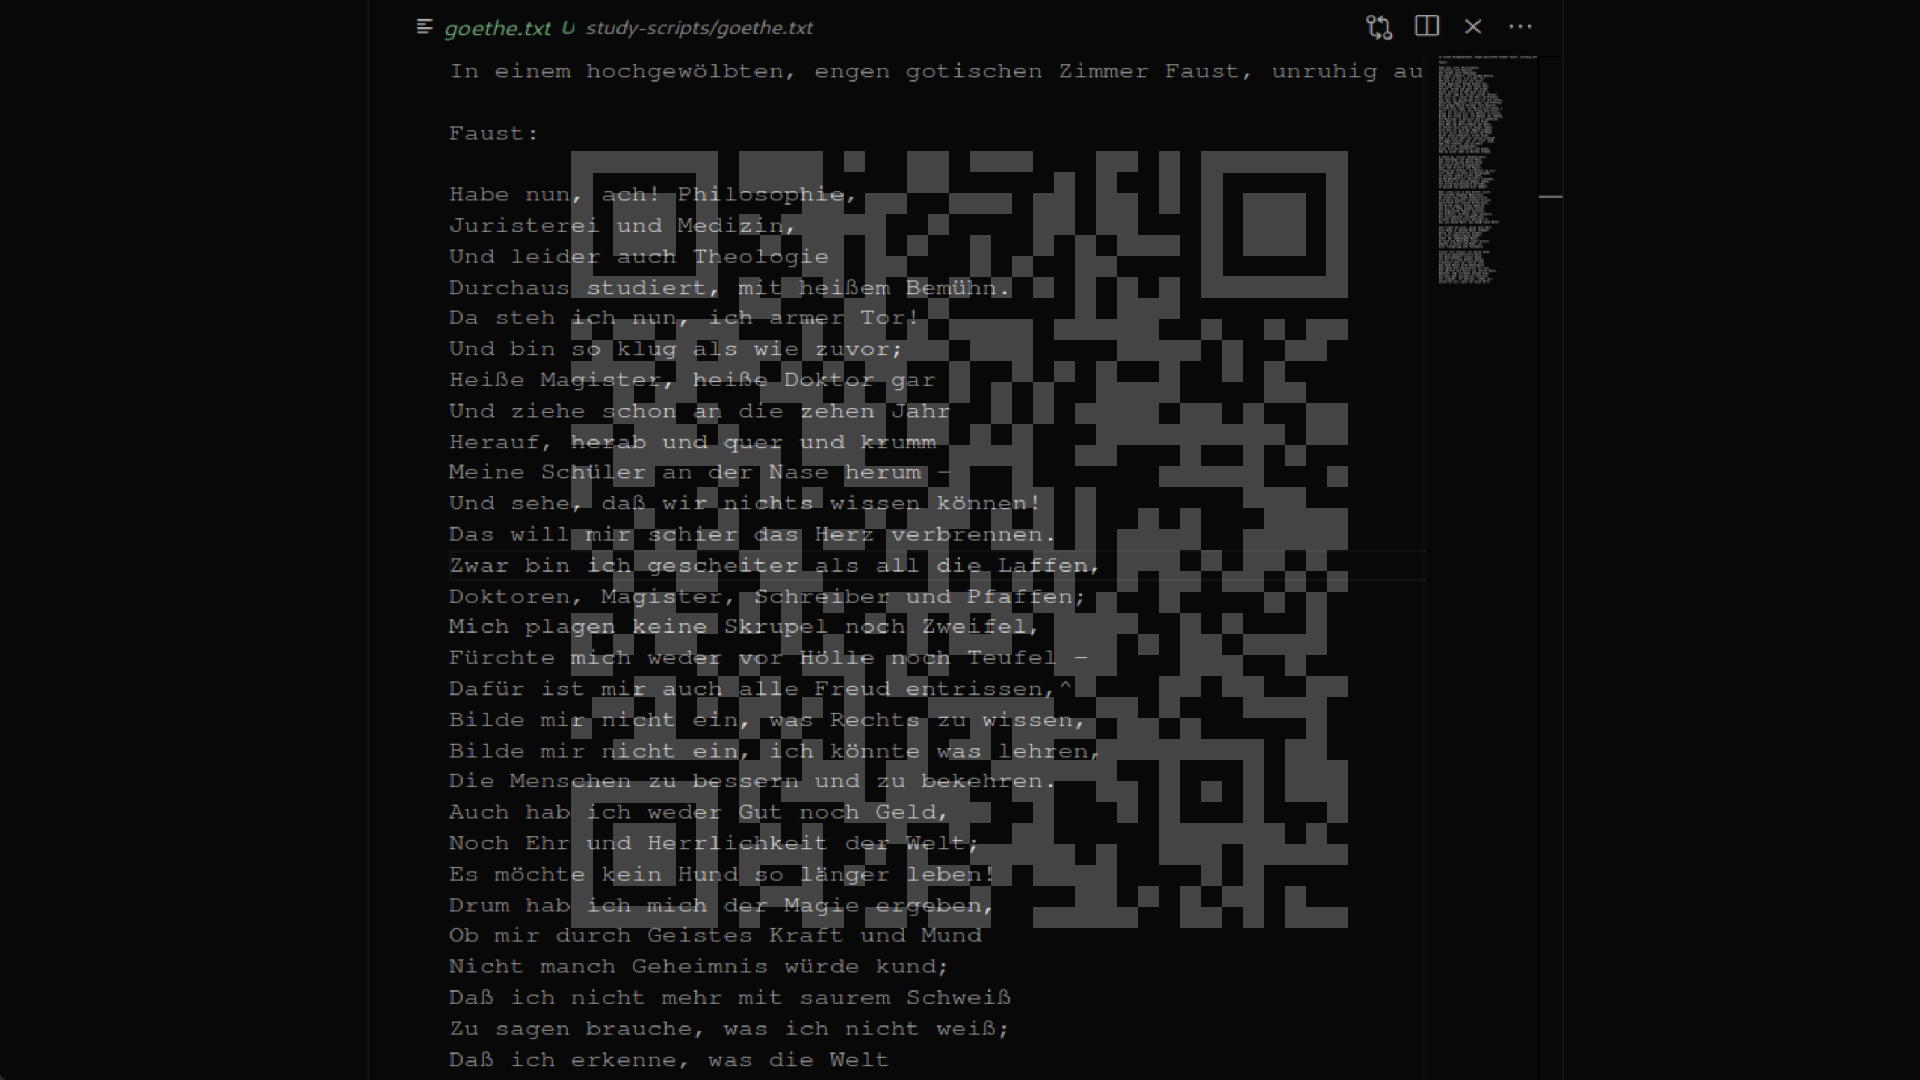 goethe.txt U study-scripts/goethe.txt
In einem hochgewölbten, engen gotischen Zimmer Faust, unruhig au
Faust:
Habe nun, ach! Philosophie,
Juristerei und Medizin,
Und leider auch Theologie
Durchaus studiert, mit heißem Bemühn.
Da steh ich nun, ich armer Tor!
Und bin so klug als wie zuvor;
Heiße Magister, heiße Doktor gar
Und ziehe schon an die zehen Jahr
Herauf, herab und quer und krumm
Meine Schüler an der Nase herum –
Und sehe, daß wir nichts wissen können!
Das will mir schier das Herz verbrennen.
Zwar bin ich gescheiter als all die Laffen,
Doktoren, Magister, Schreiber und Pfaffen;
Mich plagen keine Skrupel noch Zweifel,
Fürchte mich weder vor Hölle noch Teufel –
Dafür ist mir auch alle Freud entrissen,^
Bilde mir nicht ein, was Rechts zu wissen,
Bilde mir nicht ein, ich könnte was lehren,
Die Menschen zu bessern und zu bekehren.
Auch hab ich weder Gut noch Geld,
Noch Ehr und Herrlichkeit der Welt;
Es möchte kein Hund so länger leben!
Drum hab ich mich der Magie ergeben,
Ob mir durch Geistes Kraft und Mund
Nicht manch Geheimnis würde kund;
Daß ich nicht mehr mit saurem Schweiß
Zu sagen brauche, was ich nicht weiß;
Daß ich erkenne, was die Welt